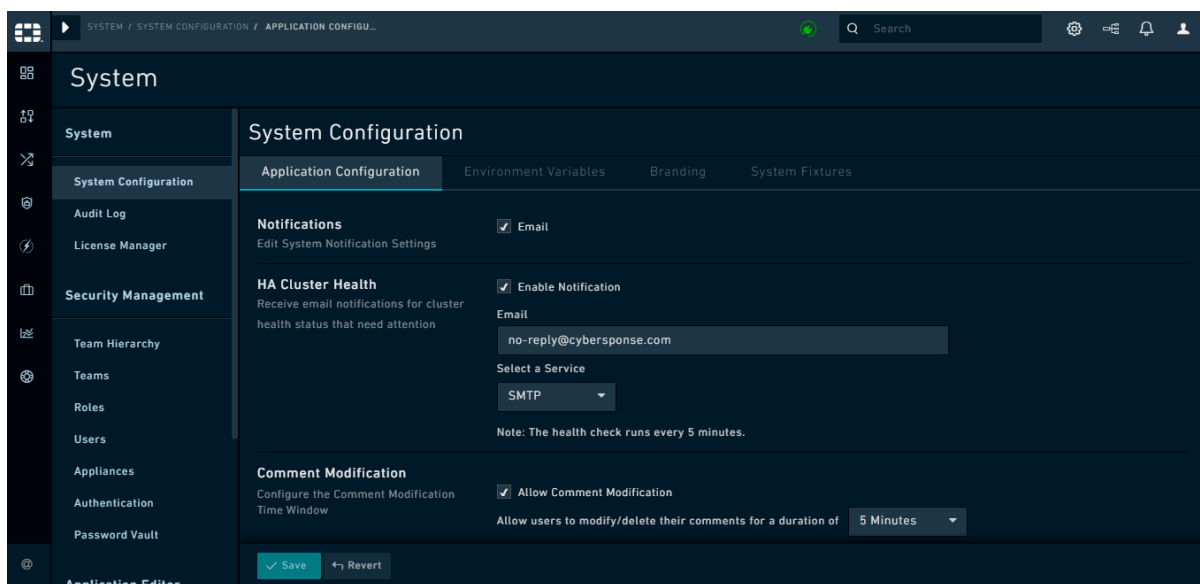 SYSTEM / SYSTEM CONFIGURATION / APPLICATION CONFIGU...
Search
System
System
System Configuration
Audit Log
License Manager
Security Management
Team Hierarchy
Teams
Roles
Users
Appliances
Authentication
Password Vault
Application Editor
System Configuration
Application Configuration Environment Variables Branding System Fixtures
Notifications
Edit System Notification Settings
Email
HA Cluster Health
Receive email notifications for cluster
health status that need attention
Enable Notification
Email
no-reply@cybersponse.com
Select a Service
SMTP
Note: The health check runs every 5 minutes.
Comment Modification
Configure the Comment Modification
Time Window
Allow Comment Modification
Allow users to modify/delete their comments for a duration of 5 Minutes
@
Save Revert